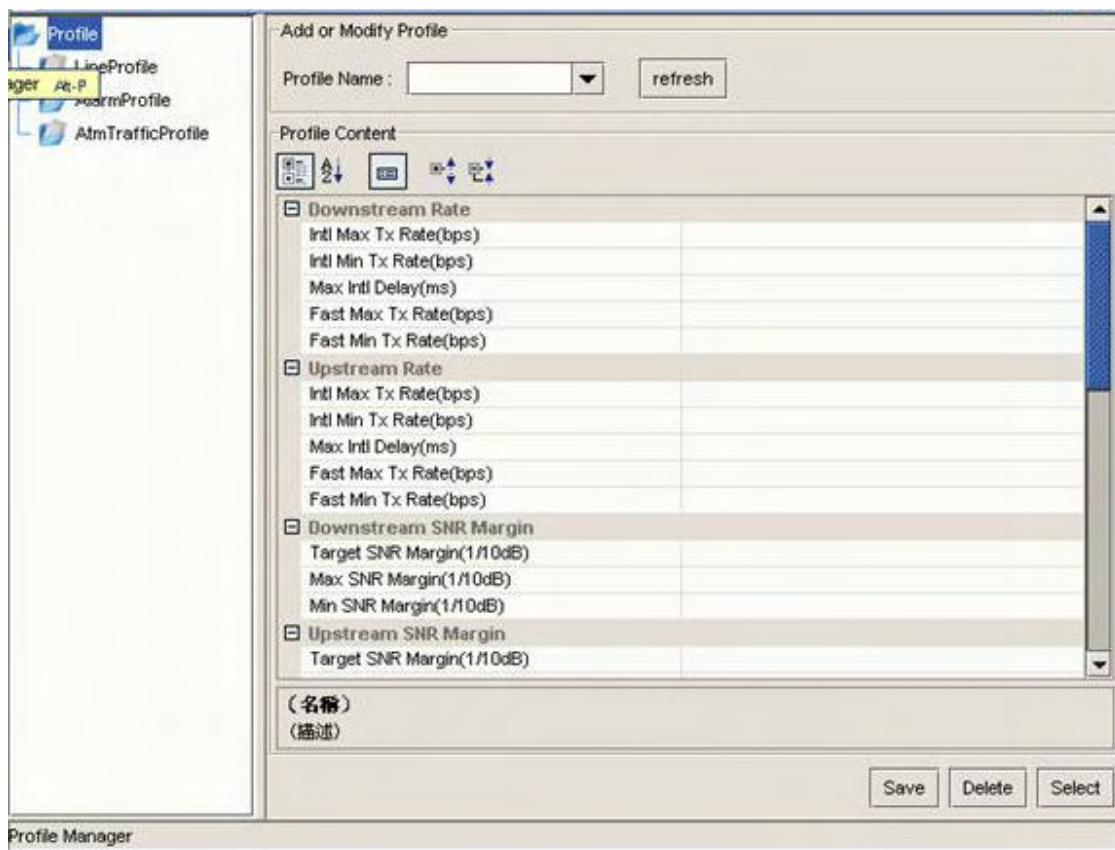 Profile
LineProfile
ager Alt-P
AlarmProfile
AtmTrafficProfile
Add or Modify Profile
Profile Name :
refresh
Profile Content
Downstream Rate
Intl Max Tx Rate(bps)
Intl Min Tx Rate(bps)
Max Intl Delay(ms)
Fast Max Tx Rate(bps)
Fast Min Tx Rate(bps)
Upstream Rate
Intl Max Tx Rate(bps)
Intl Min Tx Rate(bps)
Max Intl Delay(ms)
Fast Max Tx Rate(bps)
Fast Min Tx Rate(bps)
Downstream SNR Margin
Target SNR Margin(1/10dB)
Max SNR Margin(1/10dB)
Min SNR Margin(1/10dB)
Upstream SNR Margin
Target SNR Margin(1/10dB)
(名稱)
(描述)
Save Delete Select
Profile Manager